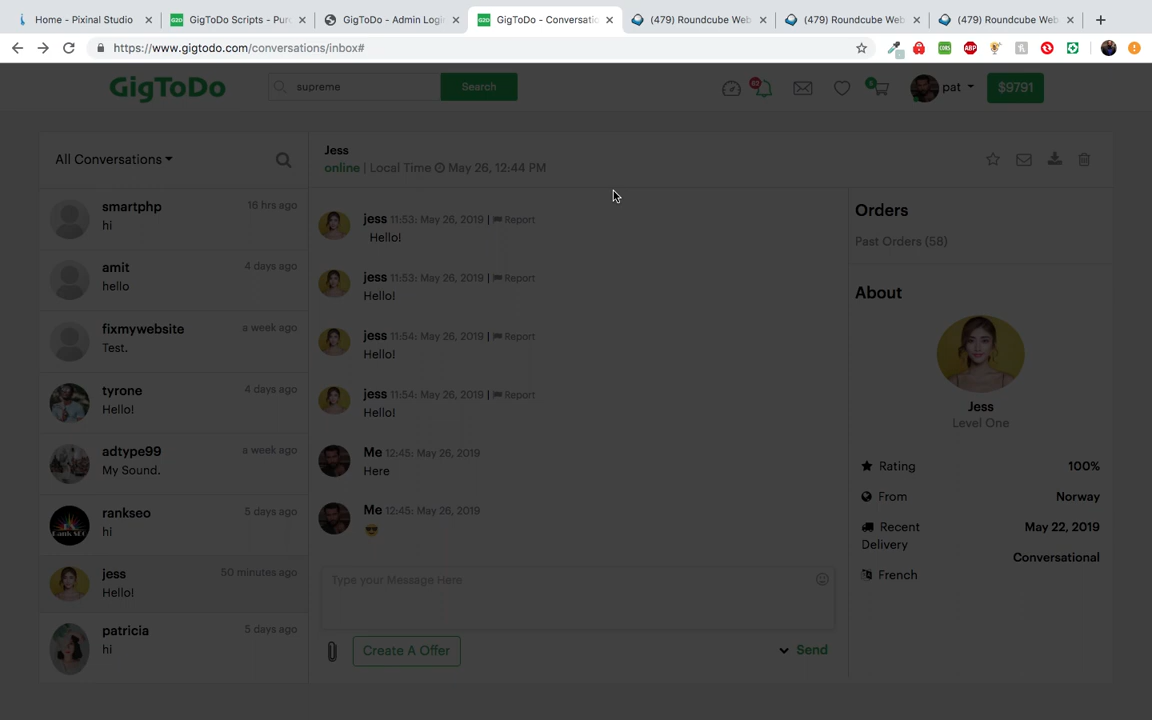 Home - Pixinal Studio
GigToDo Scripts - Pur
GigToDo - Admin Logi
GigToDo - Conversatio
(479) Roundcube Web
(479) Roundcube Web
(479) Roundcube Web
https://www.gigtodo.com/conversations/inbox#
GigToDo
supreme
Search
pat
$9791
All Conversations
Jess
online | Local Time May 26, 12:44 PM
smartphp 16 hrs ago
hi
amit 4 days ago
hello
fixmywebsite a week ago
Test.
tyrone 4 days ago
Hello!
adtype99 a week ago
My Sound.
rankseo 5 days ago
hi
jess 50 minutes ago
Hello!
patricia 5 days ago
hi
jess 11:53: May 26, 2019 | Report
Hello!
jess 11:53: May 26, 2019 | Report
Hello!
jess 11:54: May 26, 2019 | Report
Hello!
jess 11:54: May 26, 2019 | Report
Hello!
Me 12:45: May 26, 2019
Here
Me 12:45: May 26, 2019
Type your Message Here
Create A Offer
Send
Orders
Past Orders (58)
About
Jess
Level One
Rating 100%
From Norway
Recent May 22, 2019
Delivery
Conversational
French